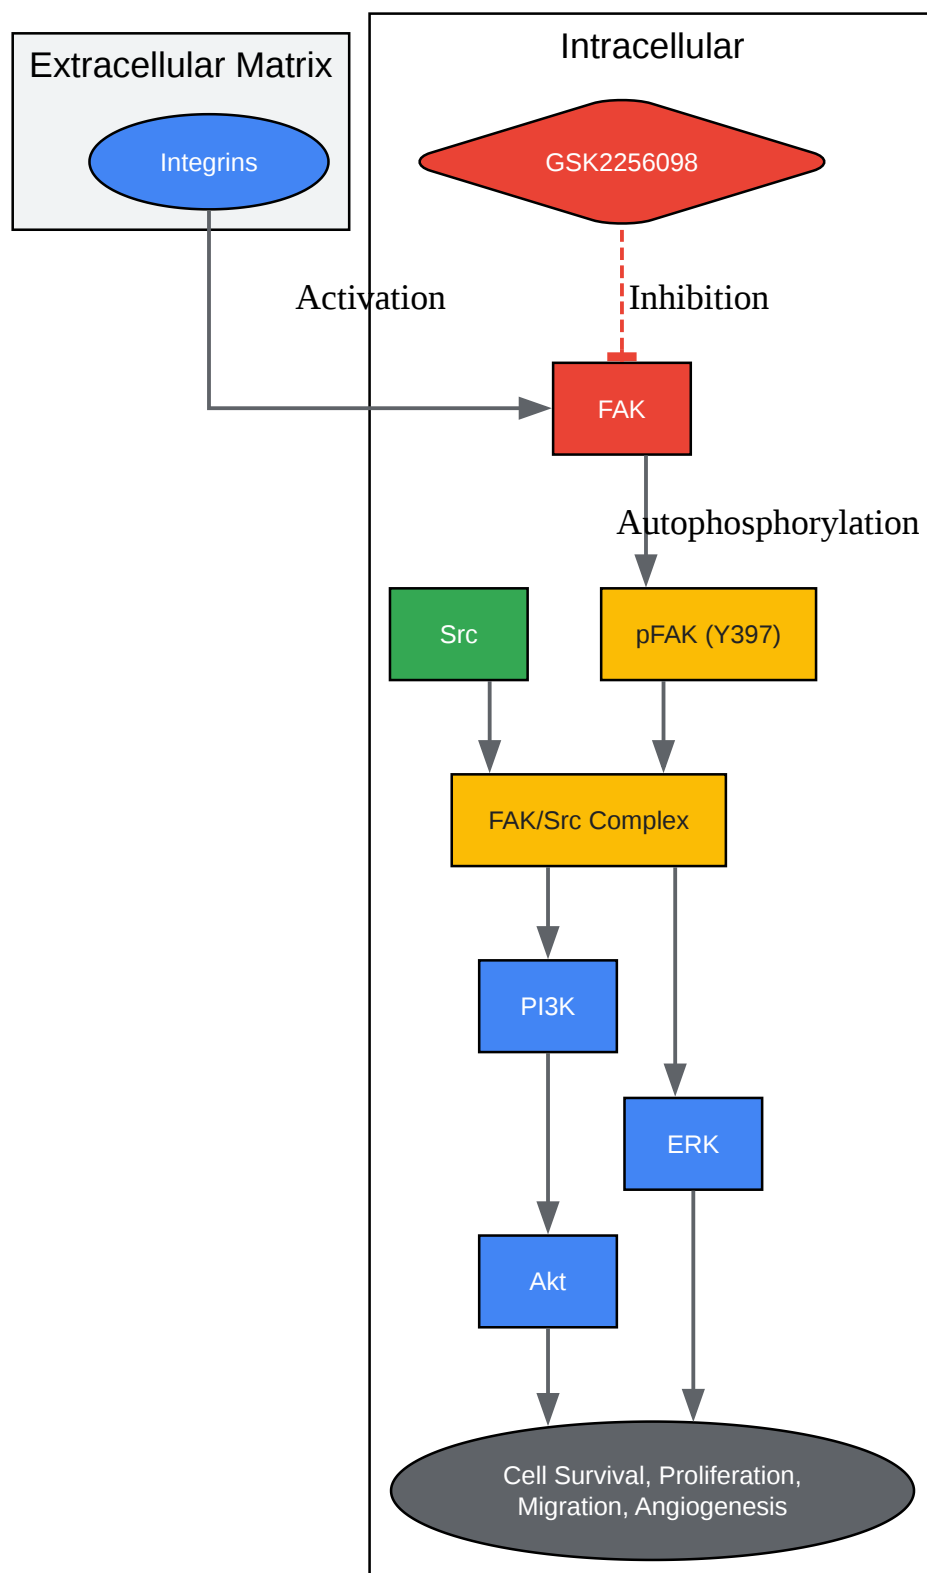 Extracellular Matrix
Intracellular
Integrins
GSK2256098
Activation
Inhibition
FAK
Autophosphorylation
Src
pFAK (Y397)
FAK/Src Complex
PI3K
ERK
Akt
Cell Survival, Proliferation,
Migration, Angiogenesis